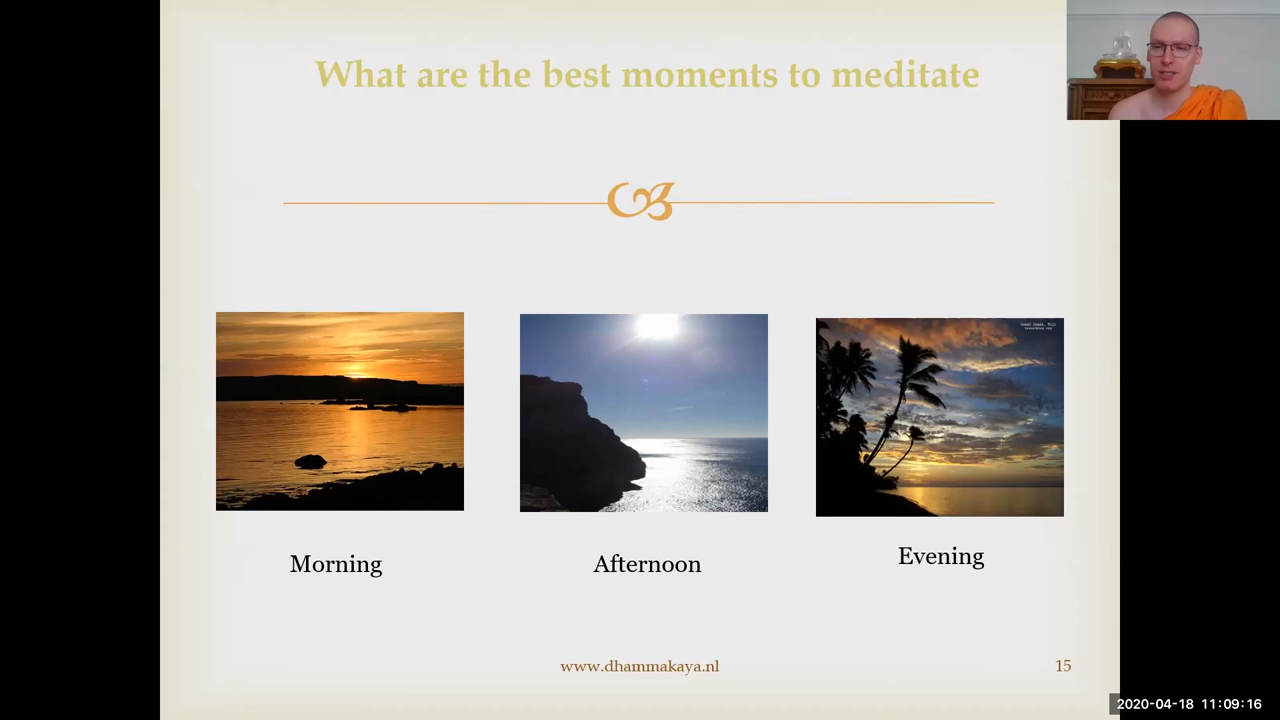 What are the best moments to meditate
Morning
Afternoon
Evening
www.dhammakaya.nl
15
2020-04-18 11:09:16